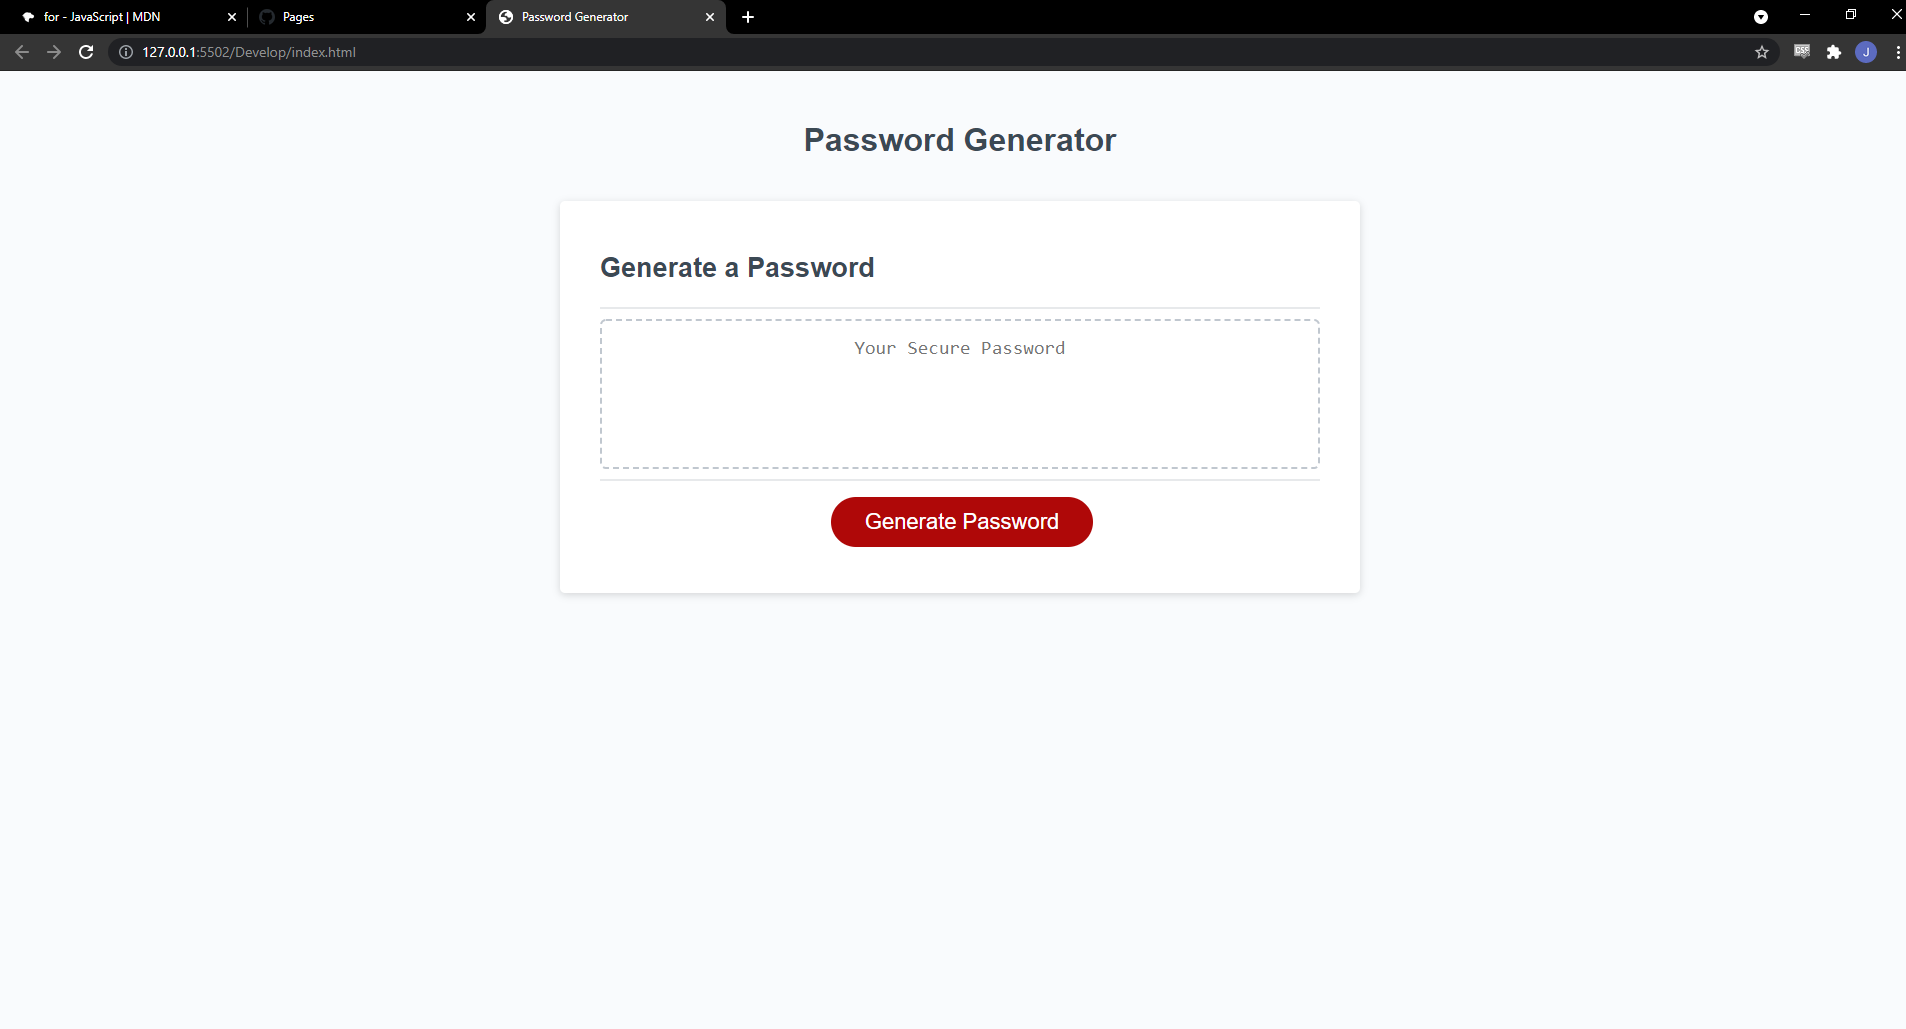 for - JavaScript | MDN
Pages
Password Generator
127.0.0.1:5502/Develop/index.html
CSP
J
Password Generator
Generate a Password
Your Secure Password
Generate Password